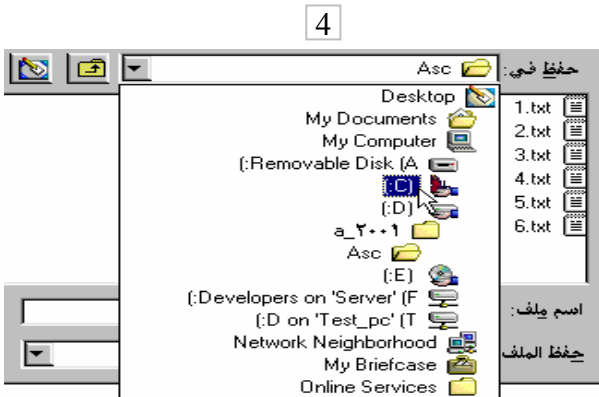 4
حفظ في: Asc
1.txt
2.txt
3.txt
4.txt
5.txt
6.txt
Desktop
My Documents
My Computer
(:Removable Disk (A
(:C)
(:D)
a_٢٠٠١
Asc
(:E)
(:Developers on 'Server' (F
(:D on 'Test_pc' (T
Network Neighborhood
My Briefcase
Online Services
اسم ملف:
حفظ الملف